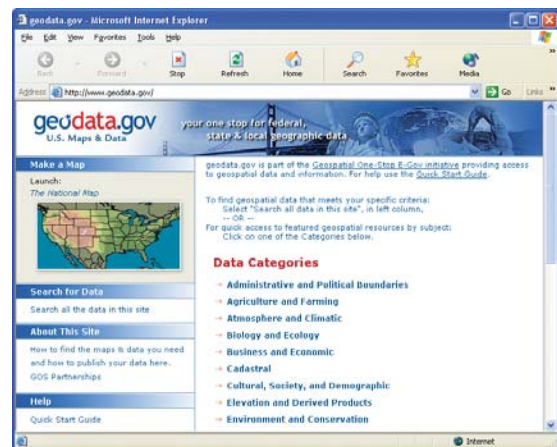 geodata.gov - Microsoft Internet Explorer
File Edit View Favorites Tools Help
Back Forward Stop Refresh Home Search Favorites Media
Address http://www.geodata.gov/ Go Links
geodata.gov
U.S. Maps & Data
your one stop for federal,
state & local geographic data
Make a Map
Launch:
The National Map
Search for Data
Search all the data in this site
About This Site
How to find the maps & data you need
and how to publish your data here.
GOS Partnerships
Help
Quick Start Guide
geodata.gov is part of the Geospatial One-Stop E-Gov initiative providing access
to geospatial data and information. For help use the Quick Start Guide.
To find geospatial data that meets your specific criteria:
Select "Search all data in this site", in left column,
-- OR --
For quick access to featured geospatial resources by subject:
Click on one of the Categories below.
Data Categories
→ Administrative and Political Boundaries
→ Agriculture and Farming
→ Atmosphere and Climatic
→ Biology and Ecology
→ Business and Economic
→ Cadastral
→ Cultural, Society, and Demographic
→ Elevation and Derived Products
→ Environment and Conservation
Internet